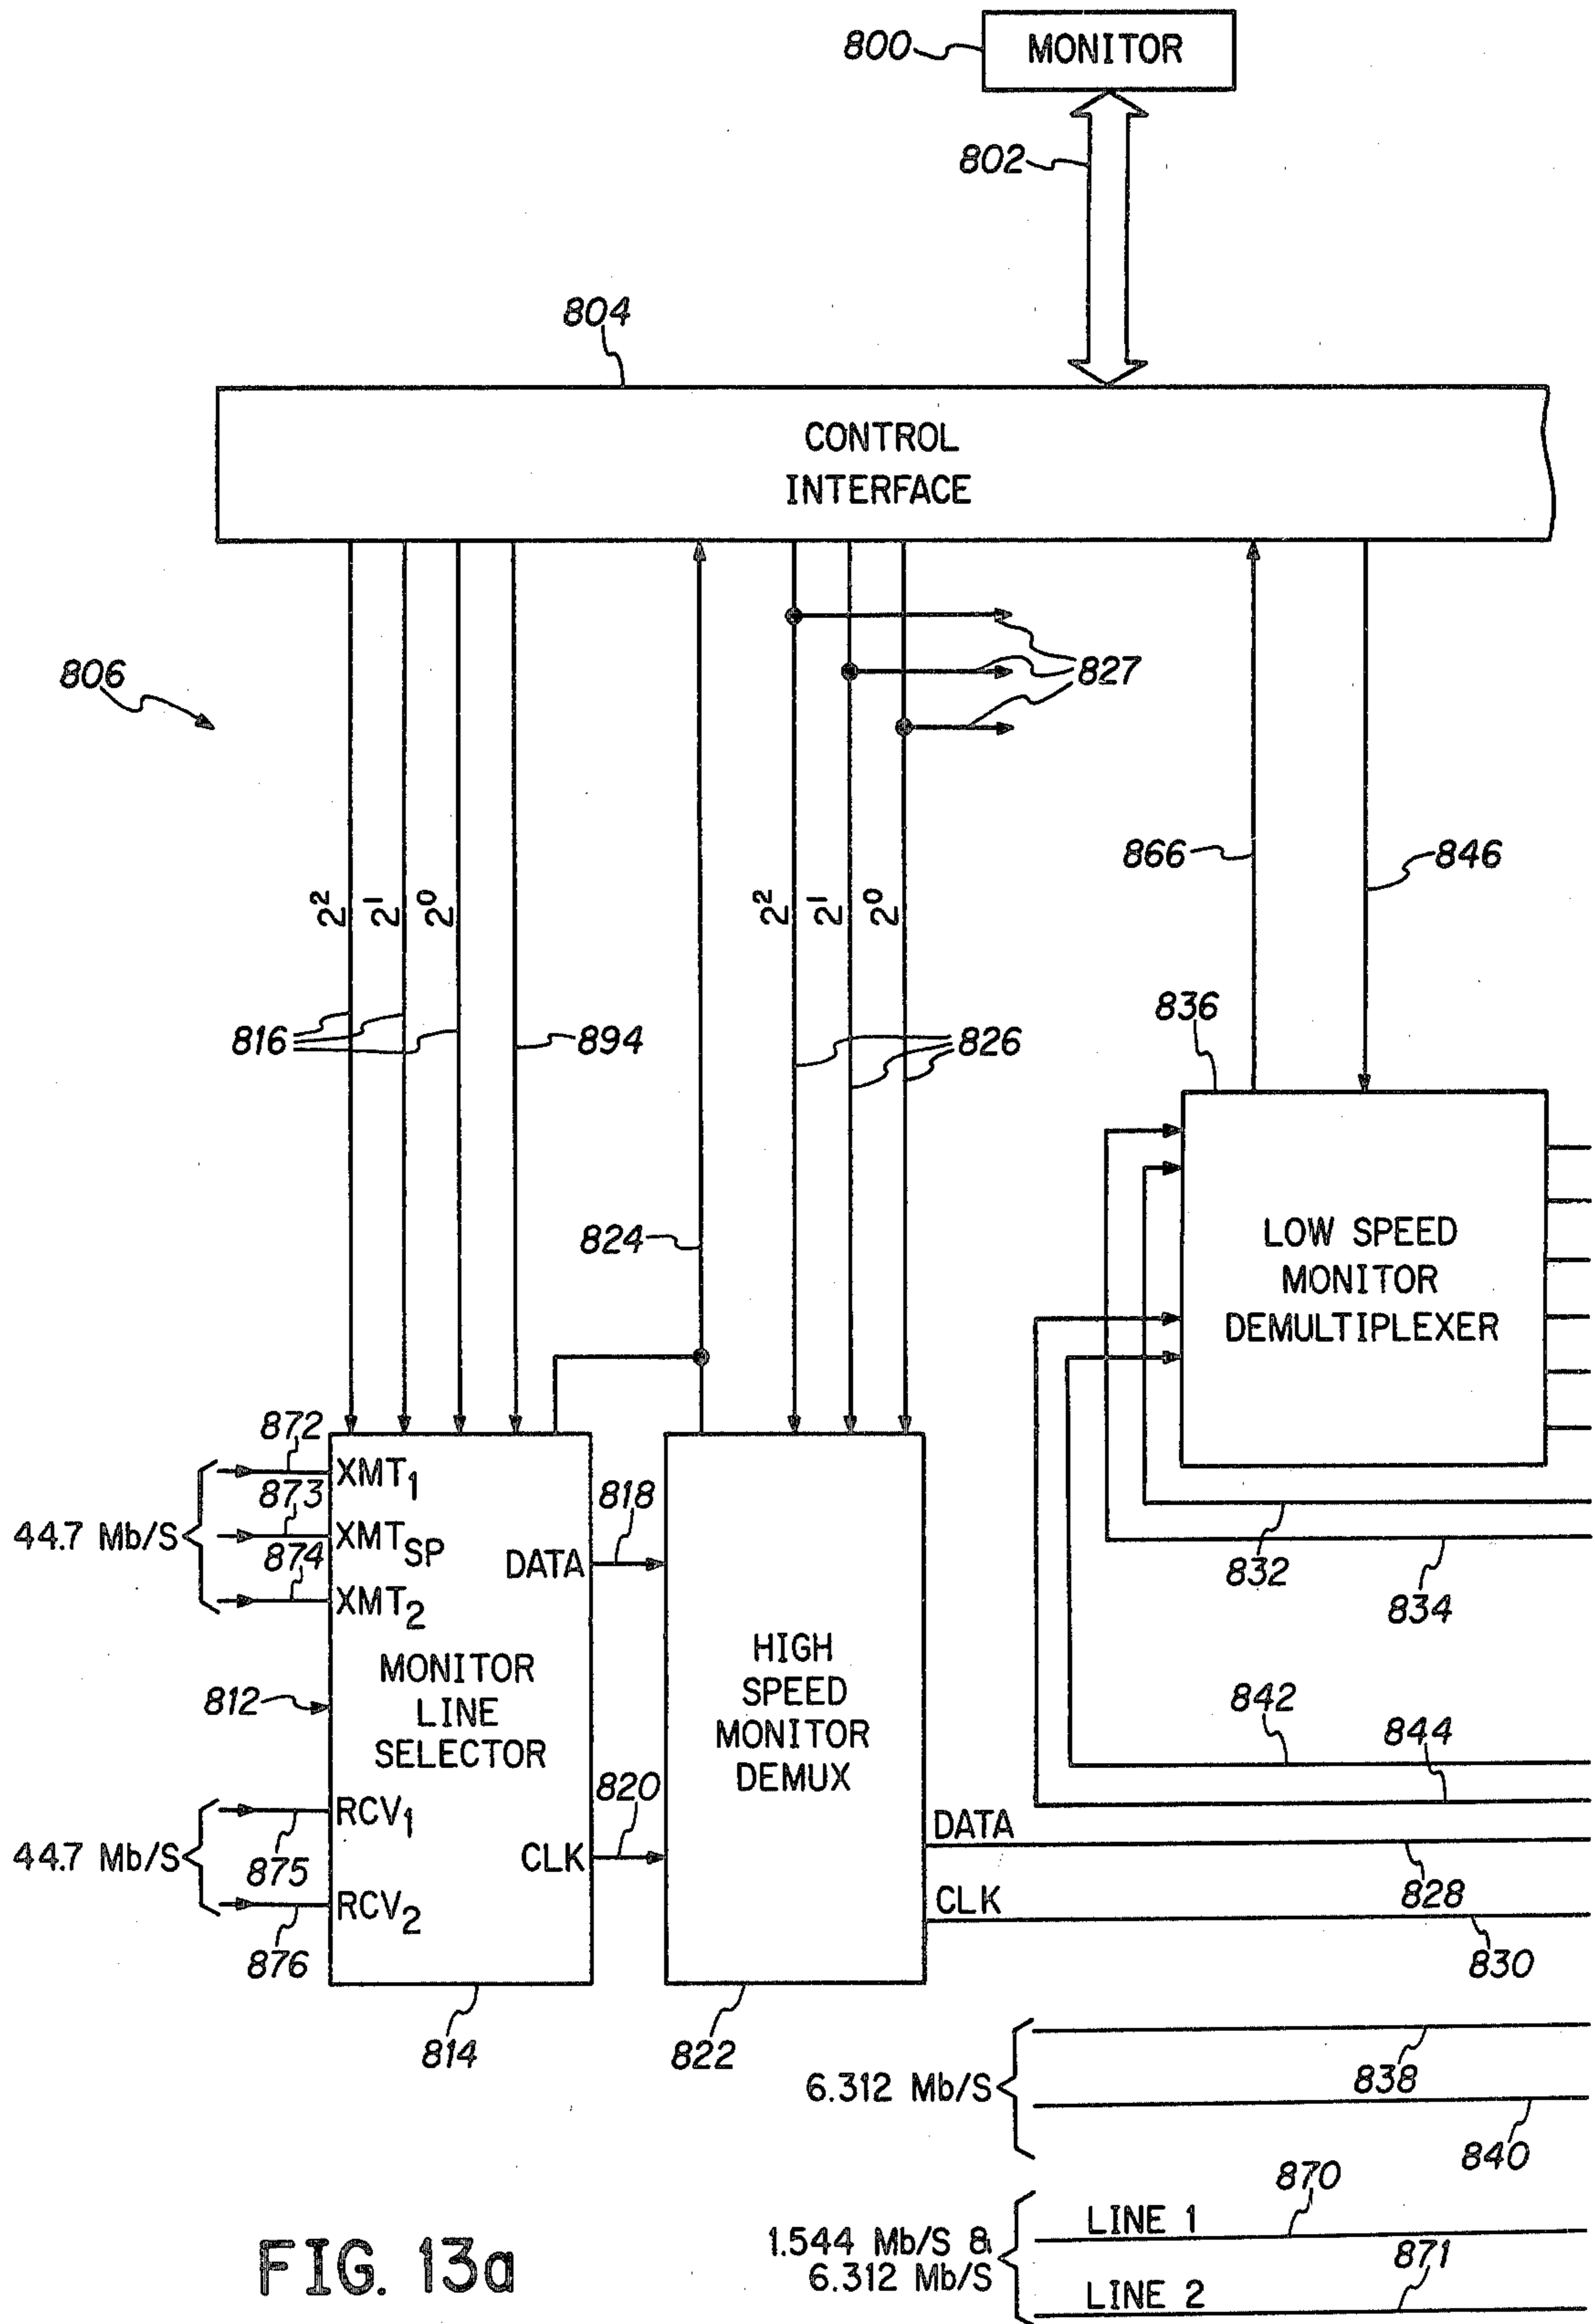 800
MONITOR
802
804
CONTROL
INTERFACE
806
827
2² 2¹ 2⁰
2² 2¹ 2⁰
866
846
816
894
826
836
824
LOW SPEED
MONITOR
DEMULTIPLEXER
872
XMT₁
873
44.7 Mb/S
XMT_SP
874
XMT₂
DATA
818
832
834
MONITOR
LINE
SELECTOR
812
HIGH
SPEED
MONITOR
DEMUX
842
844
820
RCV₁
44.7 Mb/S
875
CLK
RCV₂
876
DATA
828
CLK
830
814
822
6.312 Mb/S
838
840
870
1.544 Mb/S &
6.312 Mb/S
LINE 1
871
LINE 2
FIG. 13a